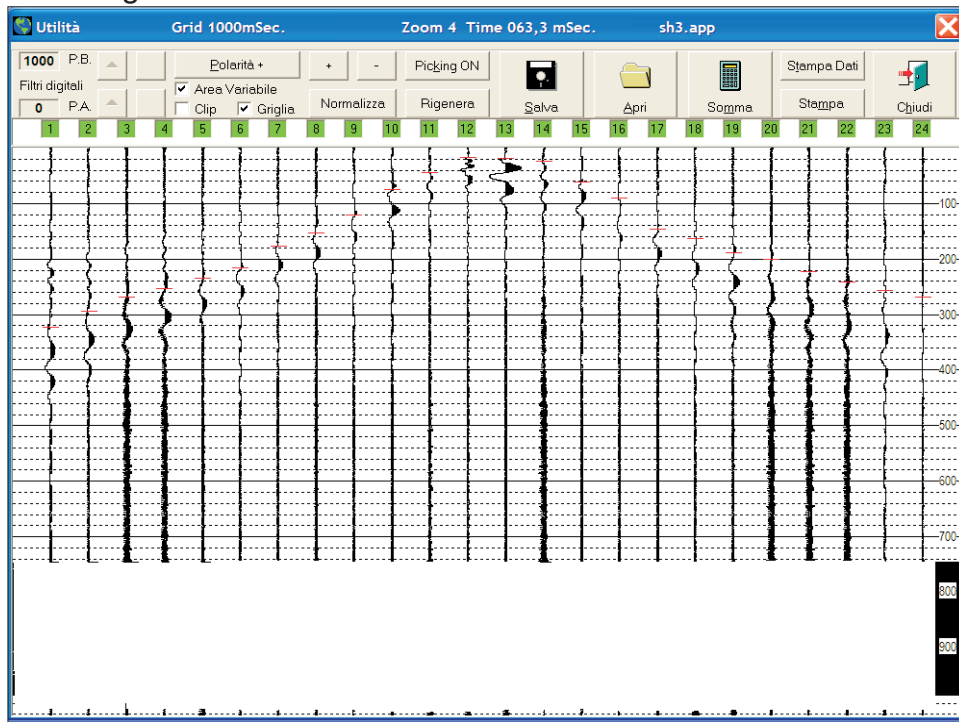 Utilità Grid 1000mSec. Zoom 4 Time 063,3 mSec. sh3.app
1000 P.B. Polarità + + - Picking ON Stampa Dati
Filtri digitali Area Variabile
0 P.A. Clip Griglia Normalizza Rigenera Salva Apri Somma Stampa Chiudi
1 2 3 4 5 6 7 8 9 10 11 12 13 14 15 16 17 18 19 20 21 22 23 24
100
200
300
400
500
600
700
800
900